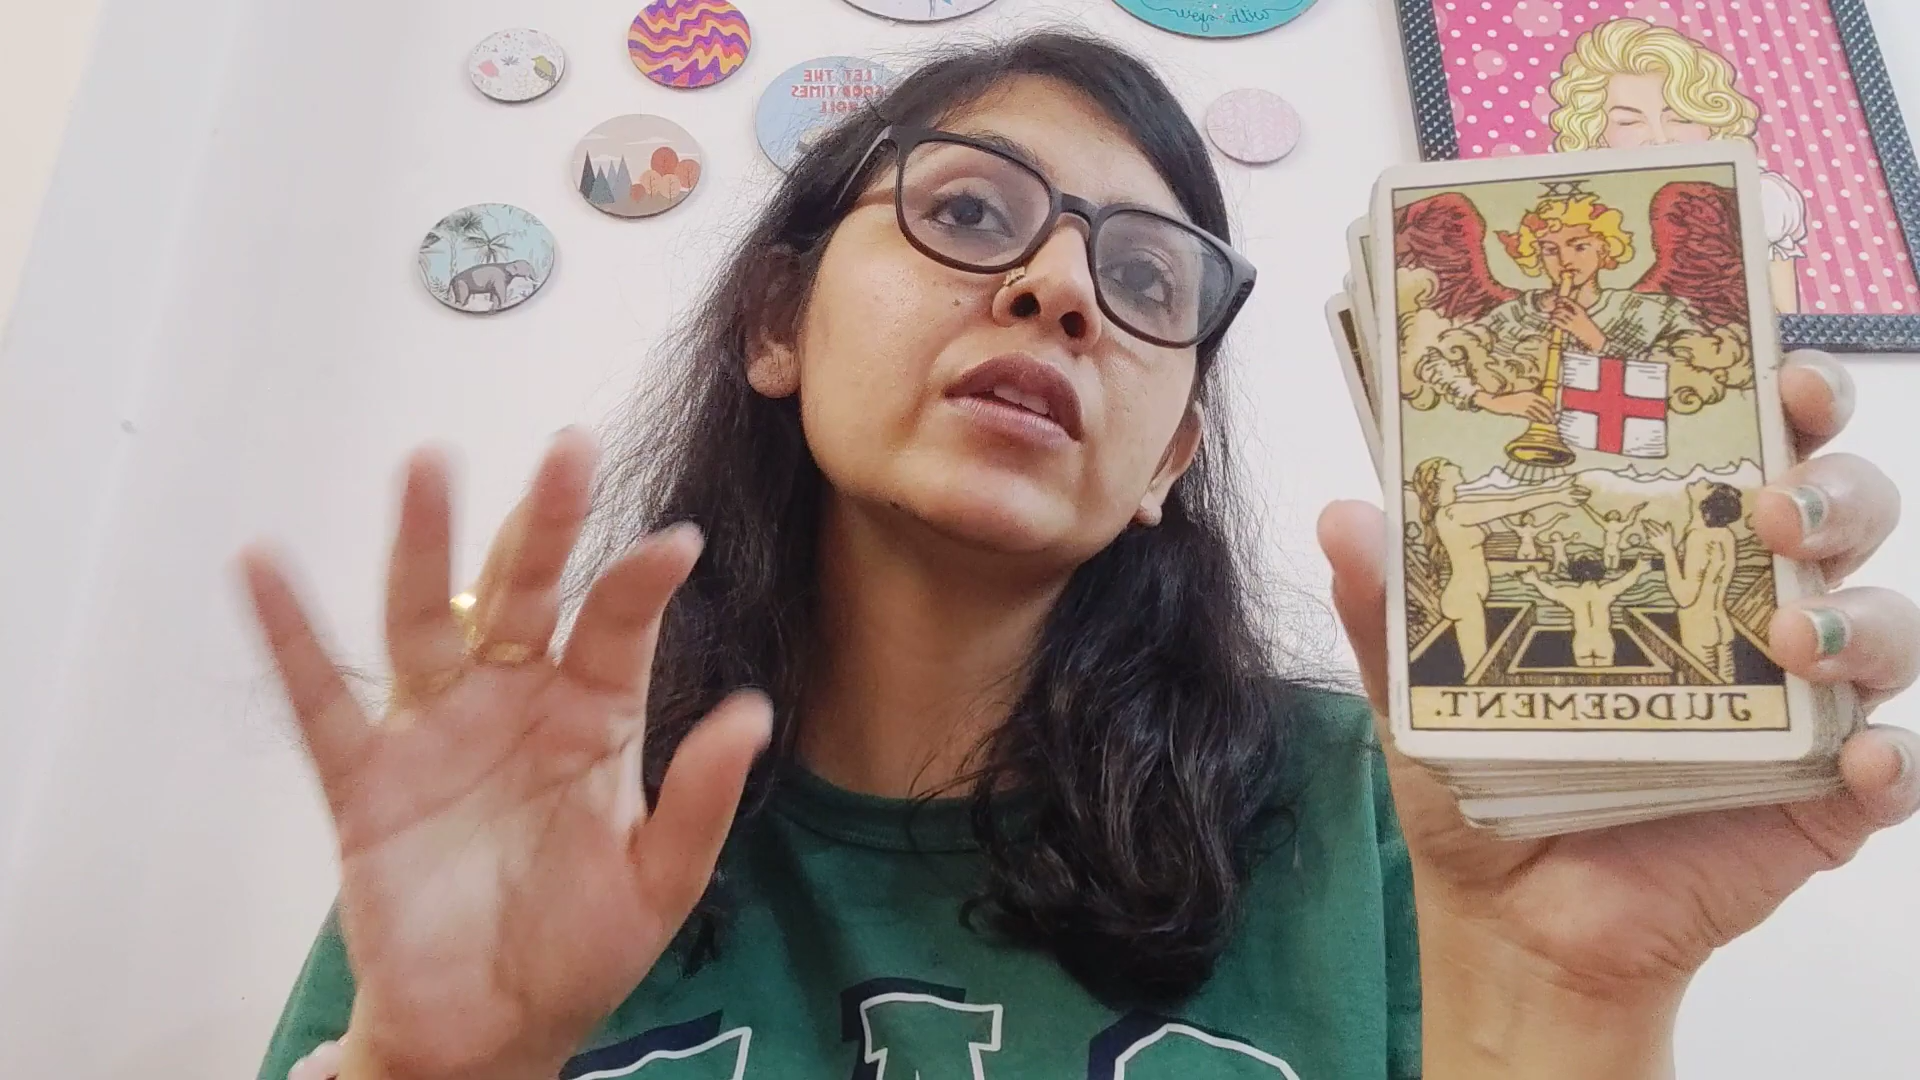 LET THE
GOOD TIMES
ROLL
XX
JUDGEMENT.